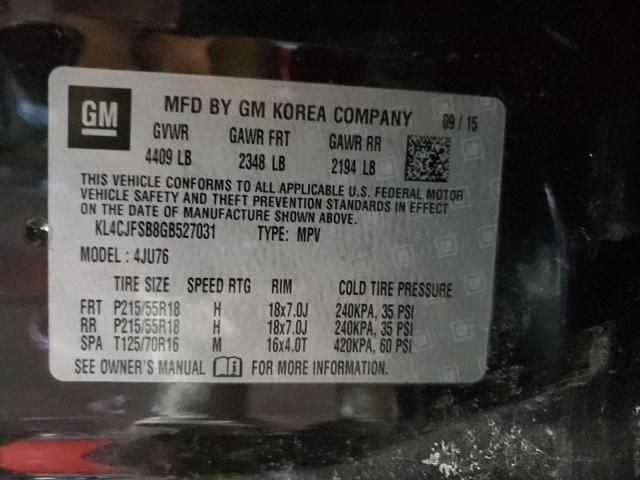 GM
MFD BY GM KOREA COMPANY 09 / 15
GVWR GAWR FRT GAWR RR
4409 LB 2348 LB 2194 LB
THIS VEHICLE CONFORMS TO ALL APPLICABLE U.S. FEDERAL MOTOR
VEHICLE SAFETY AND THEFT PREVENTION STANDARDS IN EFFECT
ON THE DATE OF MANUFACTURE SHOWN ABOVE.
KL4CJFSB8GB527031 TYPE: MPV
MODEL : 4JU76
TIRE SIZE SPEED RTG RIM COLD TIRE PRESSURE
FRT P215/55R18 H 18x7.0J 240KPA, 35 PSI
RR P215/55R18 H 18x7.0J 240KPA, 35 PSI
SPA T125/70R16 M 16x4.0T 420KPA, 60 PSI
SEE OWNER'S MANUAL FOR MORE INFORMATION.